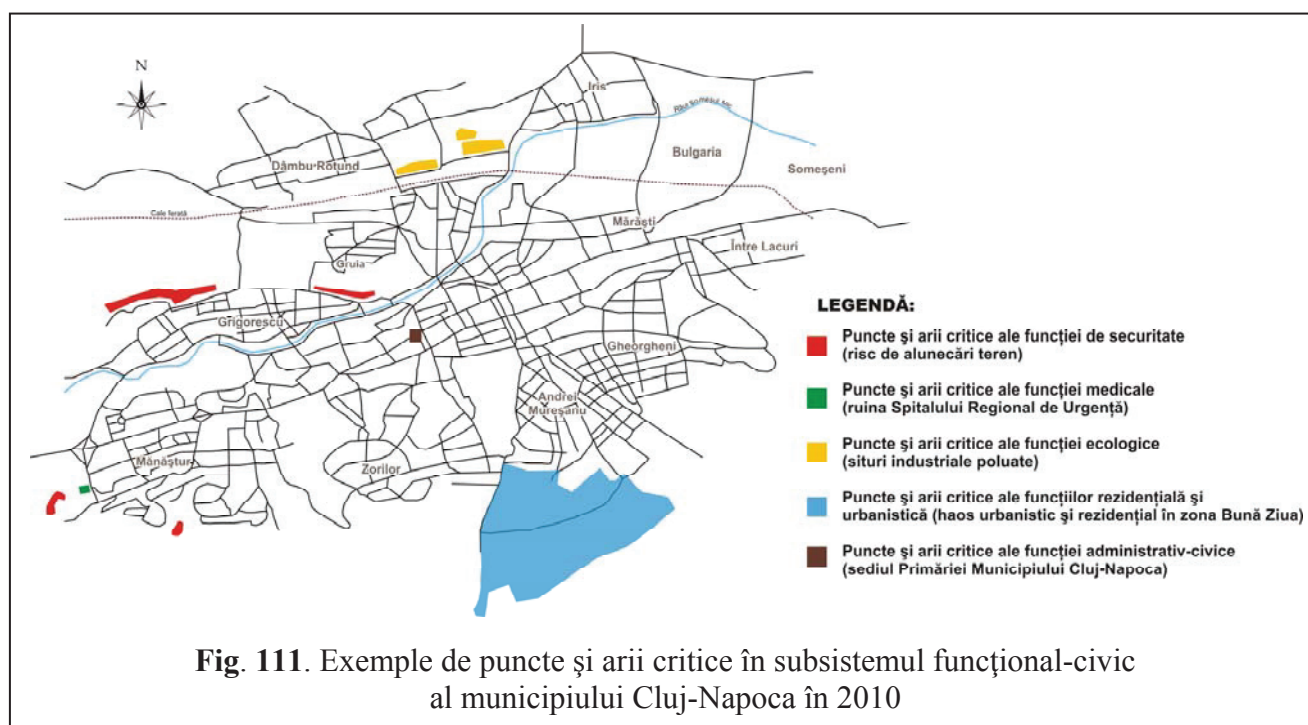 N
Iris
Râul Someşul Mic
Dâmbu-Rotund
Bulgaria
Someşeni
Cale ferată
Mărăşti
Între Lacuri
Gruia
Grigorescu
Gheorgheni
Andrei
Mureşanu
Mănăştur
Zorilor
LEGENDĂ:
Puncte şi arii critice ale funcţiei de securitate
(risc de alunecări teren)
Puncte şi arii critice ale funcţiei medicale
(ruina Spitalului Regional de Urgenţă)
Puncte şi arii critice ale funcţiei ecologice
(situri industriale poluate)
Puncte şi arii critice ale funcţiilor rezidenţială şi
urbanistică (haos urbanistic şi rezidenţial în zona Bună Ziua)
Puncte şi arii critice ale funcţiei administrativ-civice
(sediul Primăriei Municipiului Cluj-Napoca)
Fig. 111. Exemple de puncte şi arii critice în subsistemul funcţional-civic
al municipiului Cluj-Napoca în 2010